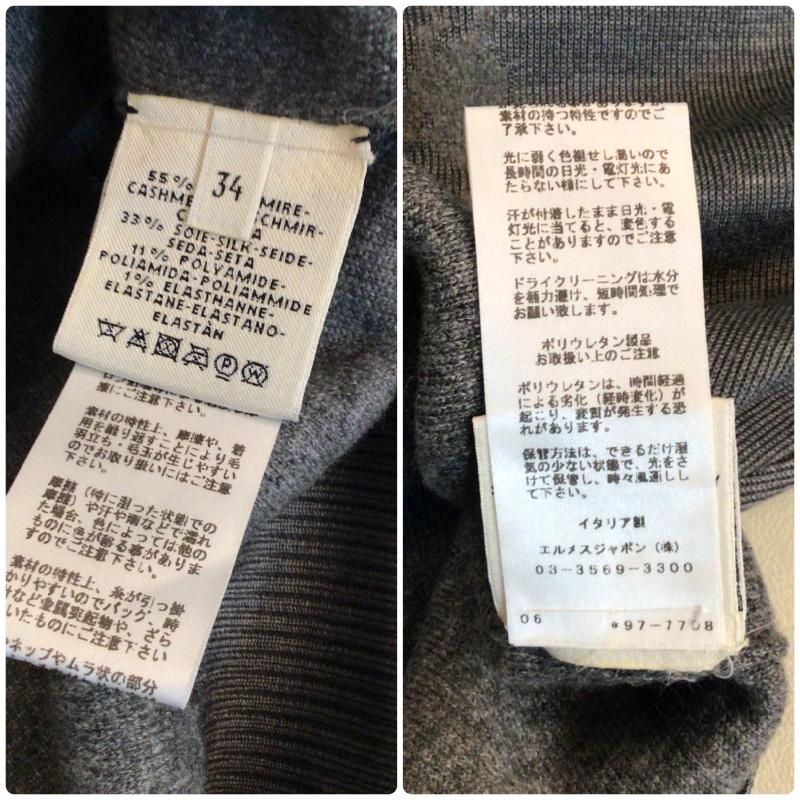 34
55%
CASHME MIRE-
CHMIR-
A
33% SOIE-SILK-SEIDE-
SEDA-SETA
11% POLYAMIDE-
POLIAMIDA-POLIAMMIDE
1% ELASTHANNE-
ELASTANE-ELASTANO-
ELASTÁN
にご注意下さい。
素材の特性上、摩擦や、着
用を繰り返すことにより毛
羽立ち・毛玉が生じやすい
のでお取り扱いにはご注意
下さい。
摩擦（特に湿った状態での
摩擦）や汗や雨などで濡れ
た場合、色によっては他の
ものに色が移る事がありま
すのでご注意下さい。
素材の特性上、糸が引っ掛
かりやすいのでバッグ、時
計など金属突起物や、ざら
いたものにご注意下さい
ネップやムラ状の部分
素材の持つ特性ですのでご
了承下さい。
光に弱く色褪せし易いので
長時間の日光・電灯光にあ
たらない様にして下さい。
汗が付着したまま日光・電
灯光に当てると、変色する
ことがありますのでご注意
下さい。
ドライクリーニングは水分
を極力避け、短時間処理で
お願い致します。
ポリウレタン製品
お取扱い上のご注意
ポリウレタンは、時間経過
による劣化（経時変化）が
起こり、変質が発生する恐
れがあります。
保管方法は、できるだけ湿
気の少ない状態で、光をさ
けて保管し、時々風通しし
て下さい。
イタリア製
エルメスジャポン（株）
03-3569-3300
06
97-7708